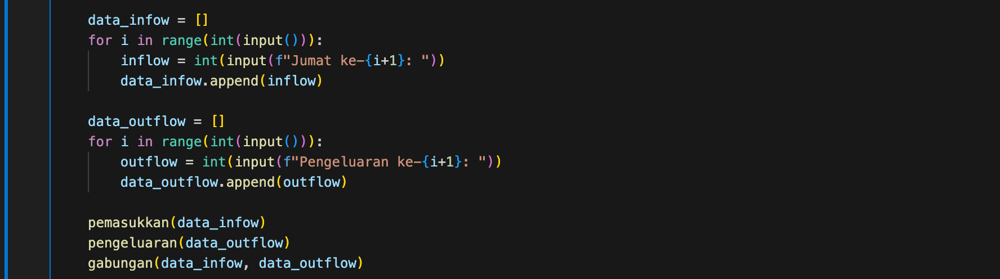 data_infow = []
for i in range(int(input())):
    inflow = int(input(f"Jumat ke-{i+1}: "))
    data_infow.append(inflow)
data_outflow = []
for i in range(int(input())):
    outflow = int(input(f"Pengeluaran ke-{i+1}: "))
    data_outflow.append(outflow)
pemasukkan(data_infow)
pengeluaran(data_outflow)
gabungan(data_infow, data_outflow)